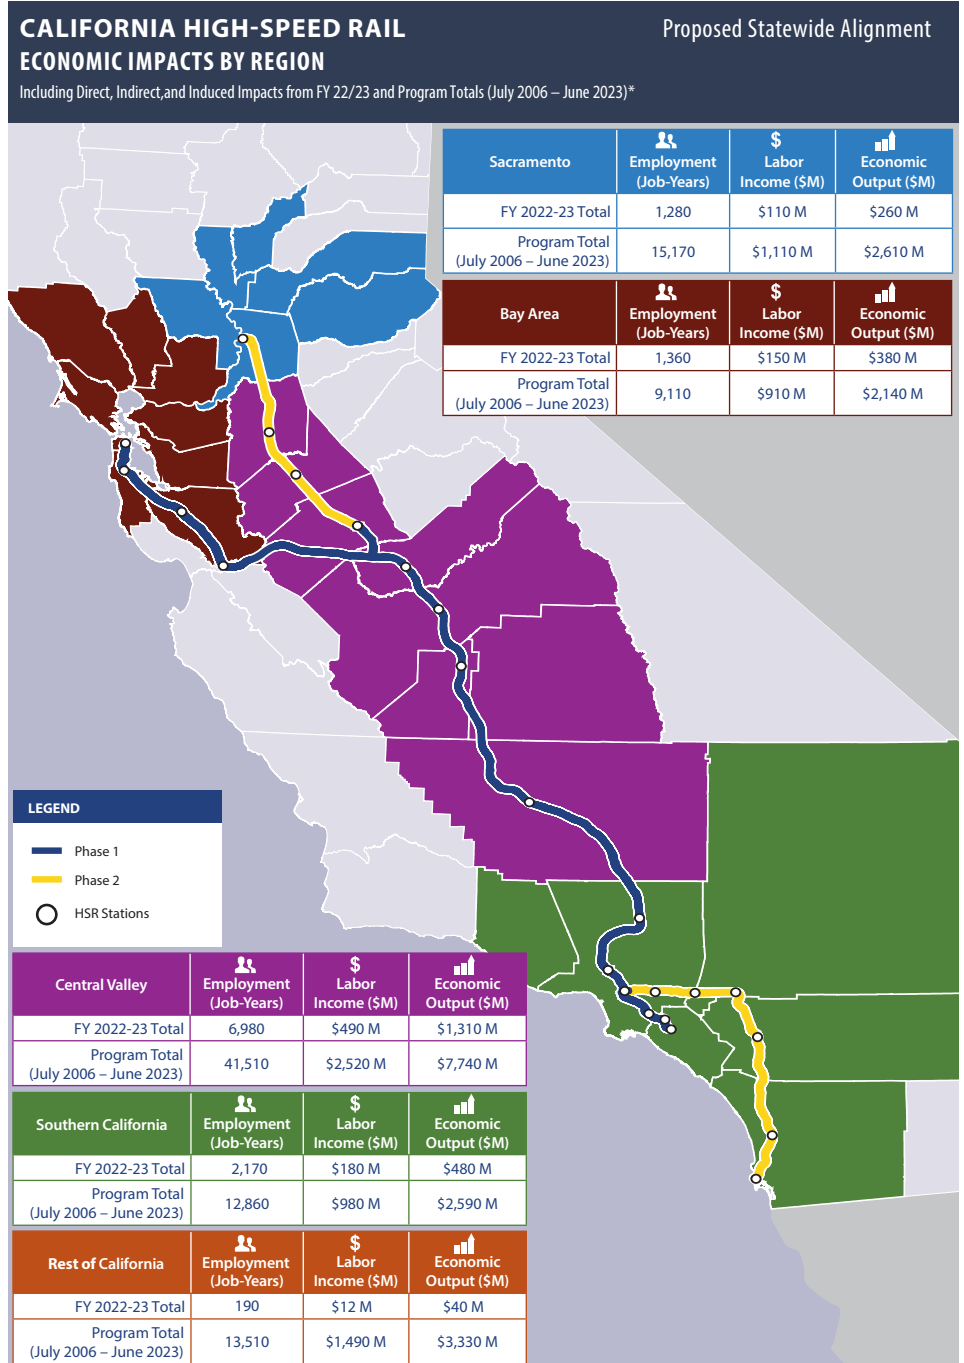 CALIFORNIA HIGH-SPEED RAIL
Proposed Statewide Alignment
ECONOMIC IMPACTS BY REGION
Including Direct, Indirect,and Induced Impacts from FY 22/23 and Program Totals (July 2006 – June 2023)*
Sacramento
Employment
(Job-Years)
$
Labor
Income ($M)
Economic
Output ($M)
FY 2022-23 Total
1,280
$110 M
$260 M
Program Total
(July 2006 – June 2023)
15,170
$1,110 M
$2,610 M
Bay Area
Employment
(Job-Years)
$
Labor
Income ($M)
Economic
Output ($M)
FY 2022-23 Total
1,360
$150 M
$380 M
Program Total
(July 2006 – June 2023)
9,110
$910 M
$2,140 M
LEGEND
Phase 1
Phase 2
HSR Stations
Central Valley
Employment
(Job-Years)
$
Labor
Income ($M)
Economic
Output ($M)
FY 2022-23 Total
6,980
$490 M
$1,310 M
Program Total
(July 2006 – June 2023)
41,510
$2,520 M
$7,740 M
Southern California
Employment
(Job-Years)
$
Labor
Income ($M)
Economic
Output ($M)
FY 2022-23 Total
2,170
$180 M
$480 M
Program Total
(July 2006 – June 2023)
12,860
$980 M
$2,590 M
Rest of California
Employment
(Job-Years)
$
Labor
Income ($M)
Economic
Output ($M)
FY 2022-23 Total
190
$12 M
$40 M
Program Total
(July 2006 – June 2023)
13,510
$1,490 M
$3,330 M